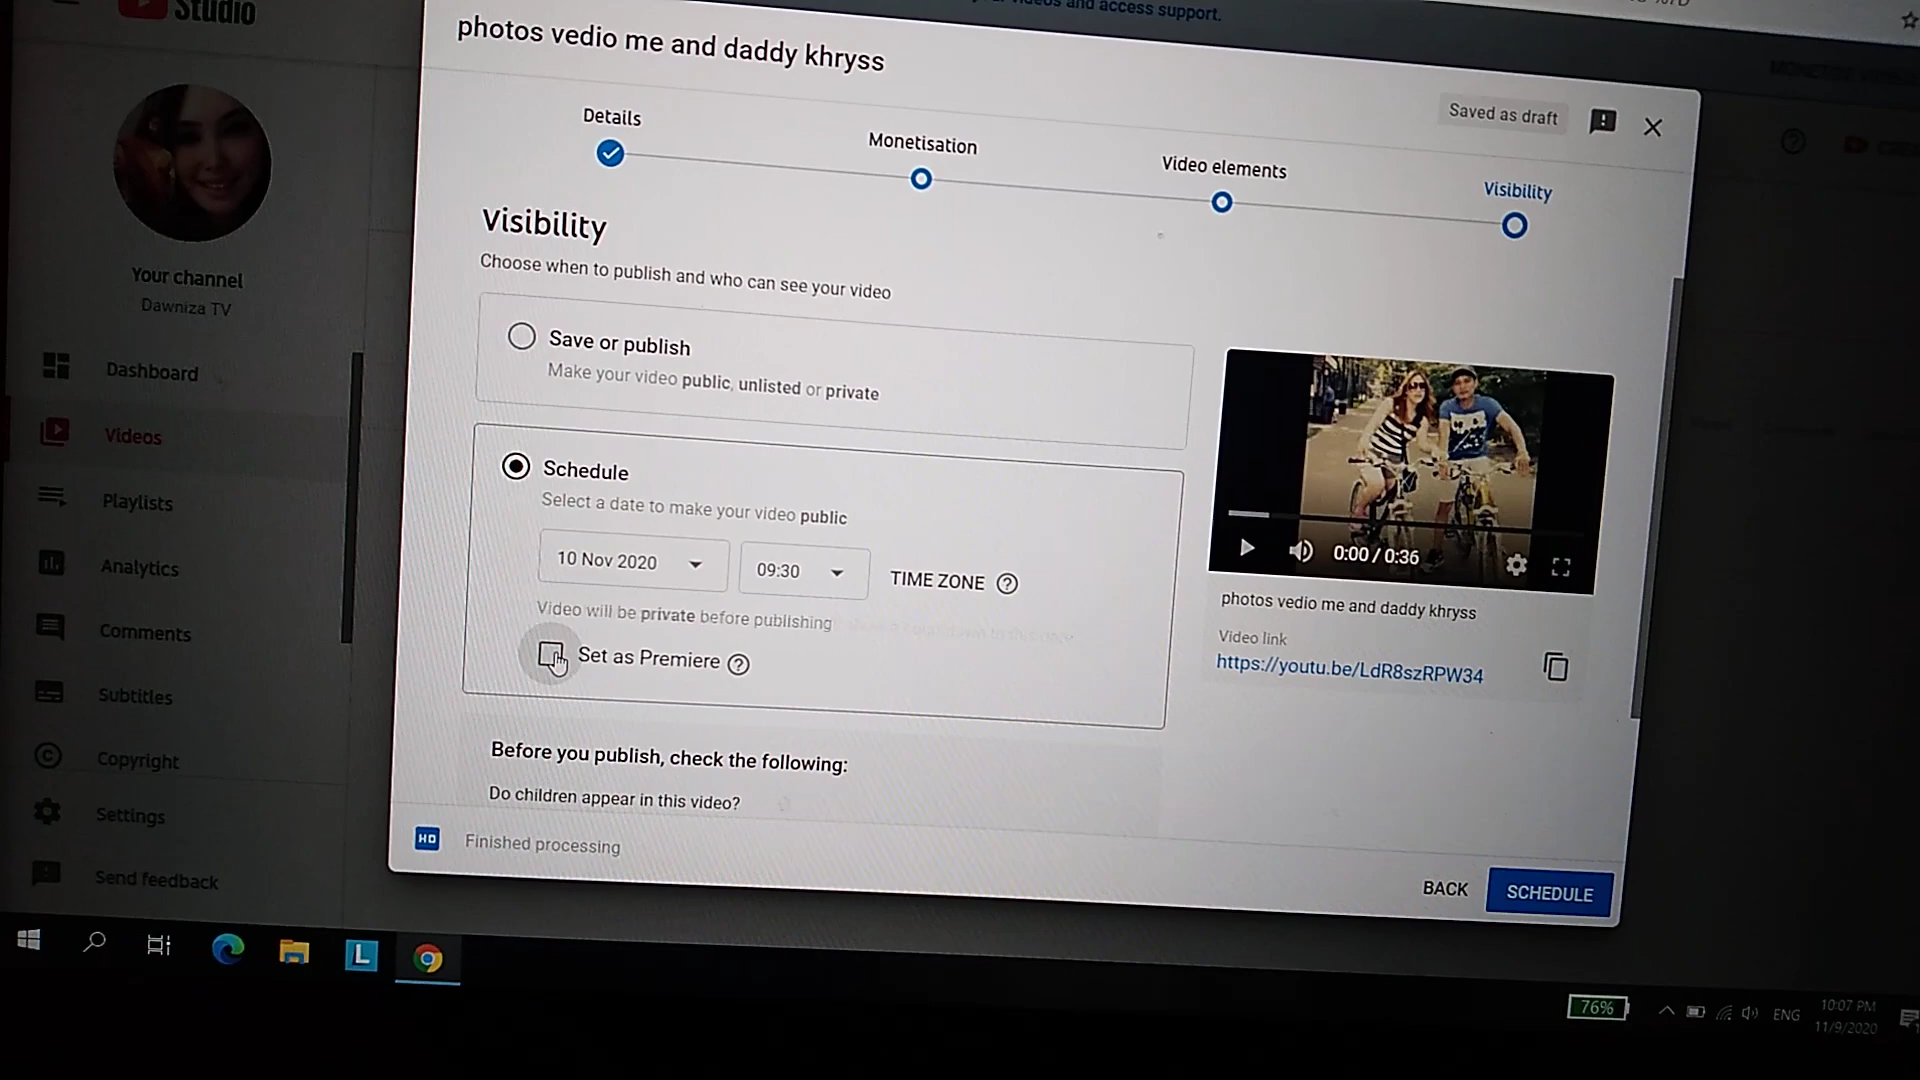 Studio
and access support.
photos vedio me and daddy khryss
Saved as draft
Details
Monetisation
Video elements
Visibility
Your channel
Dawniza TV
Dashboard
Videos
Playlists
Analytics
Comments
Subtitles
Copyright
Settings
Send feedback
Visibility
Choose when to publish and who can see your video
Save or publish
Make your video public, unlisted or private
Schedule
Select a date to make your video public
10 Nov 2020
09:30
TIME ZONE
Video will be private before publishing
Set as Premiere
Before you publish, check the following:
Do children appear in this video?
0:00 / 0:36
photos vedio me and daddy khryss
Video link
https://youtu.be/LdR8szRPW34
HD
Finished processing
BACK
SCHEDULE
L
76%
ENG
10:07 PM
11/9/2020